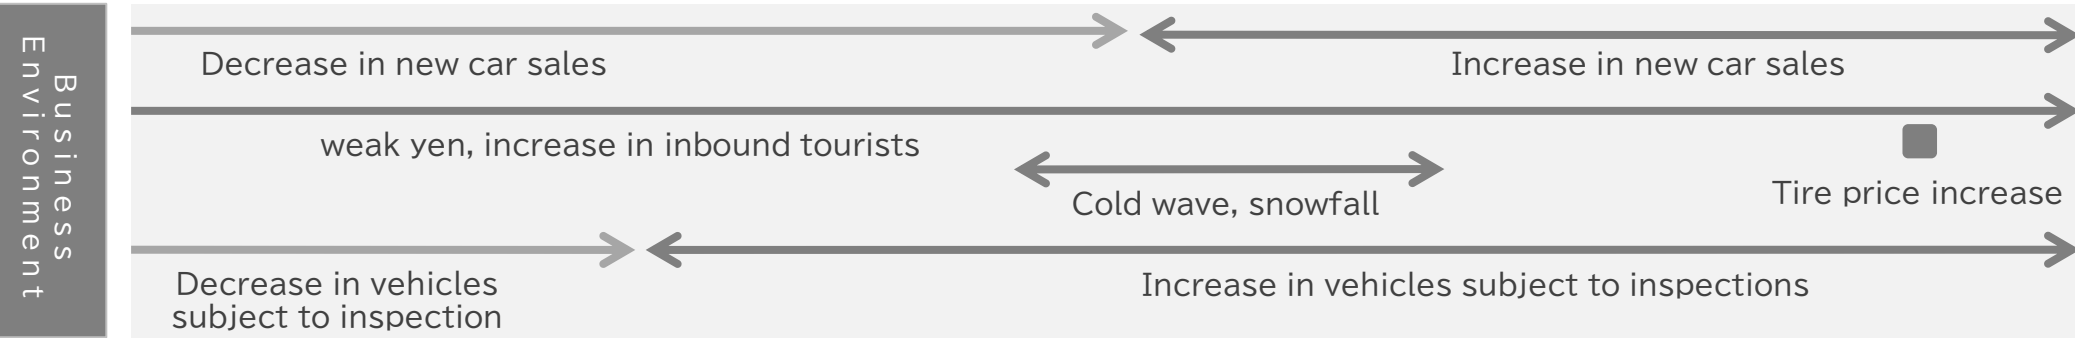 Business
Environment
Decrease in new car sales
Increase in new car sales
weak yen, increase in inbound tourists
Cold wave, snowfall
Tire price increase
Decrease in vehicles
subject to inspection
Increase in vehicles subject to inspections